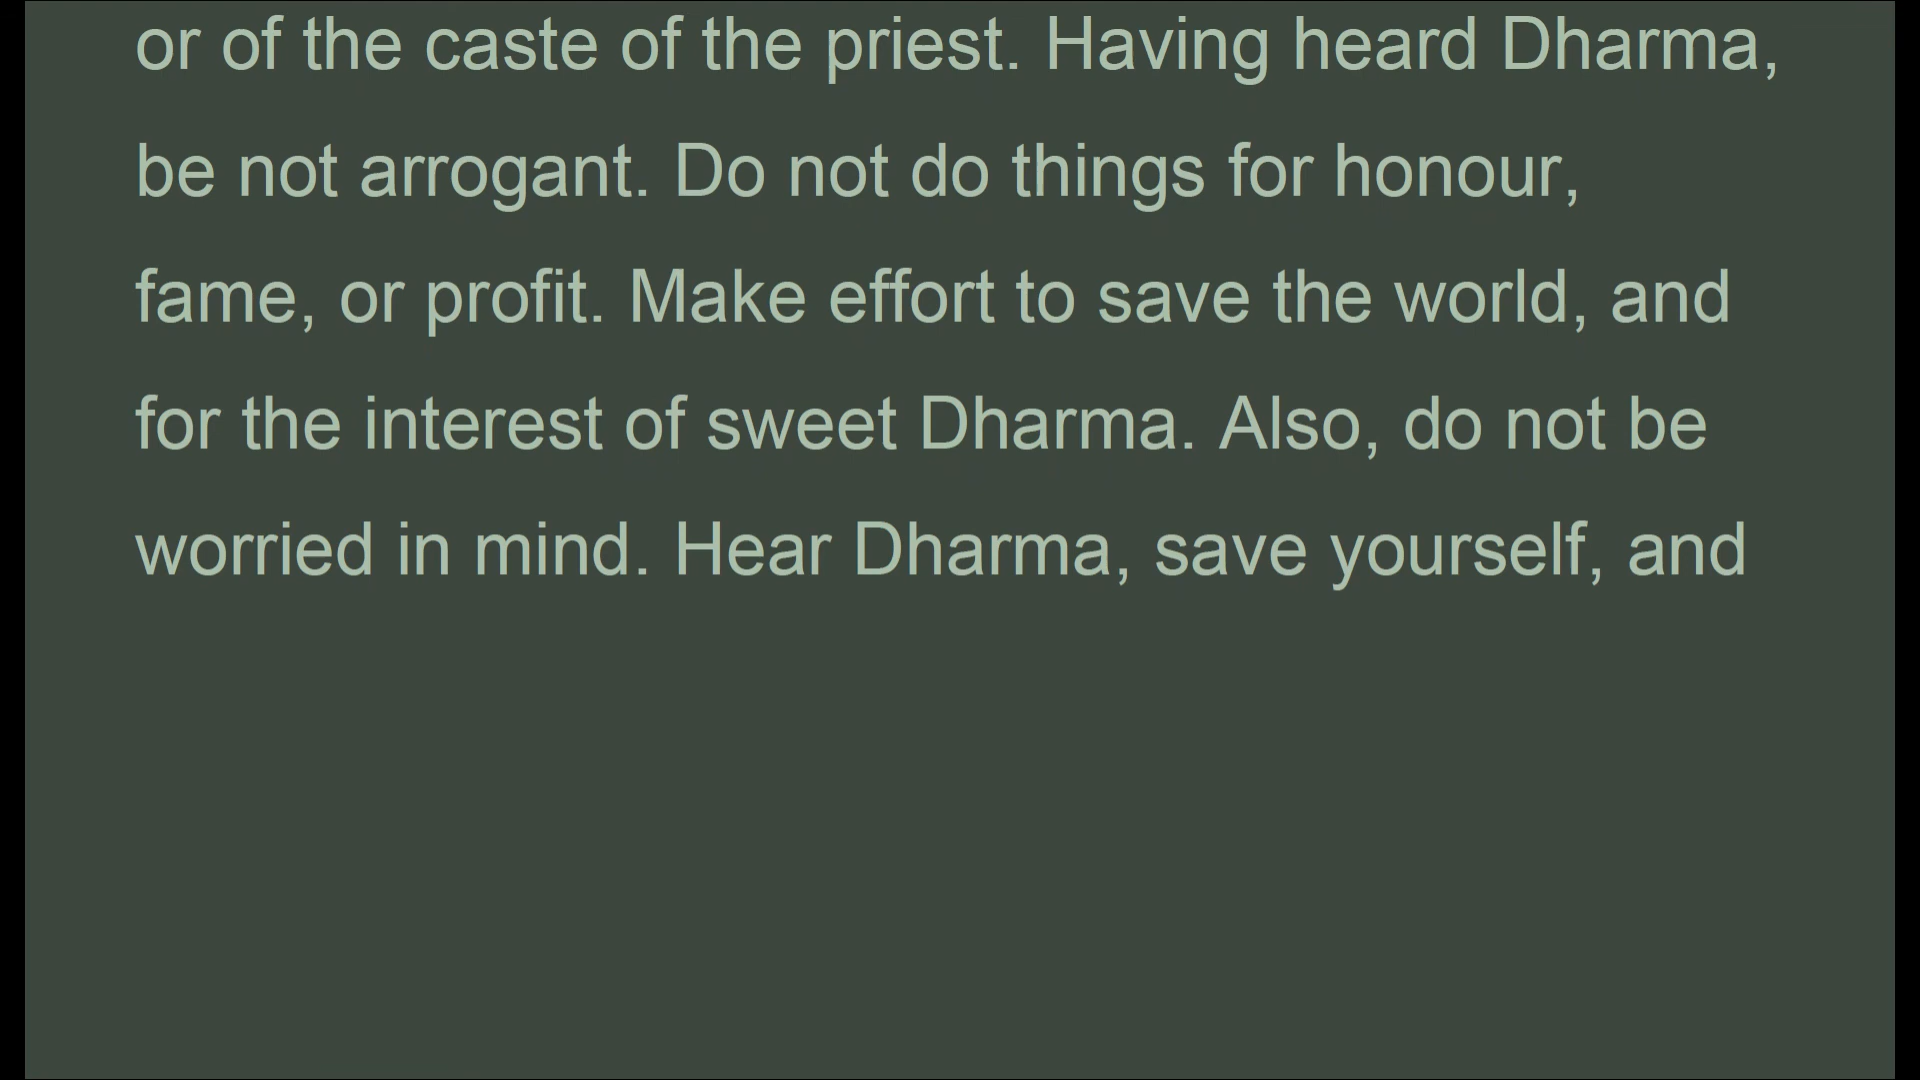 or of the caste of the priest. Having heard Dharma,
be not arrogant. Do not do things for honour,
fame, or profit. Make effort to save the world, and
for the interest of sweet Dharma. Also, do not be
worried in mind. Hear Dharma, save yourself, and